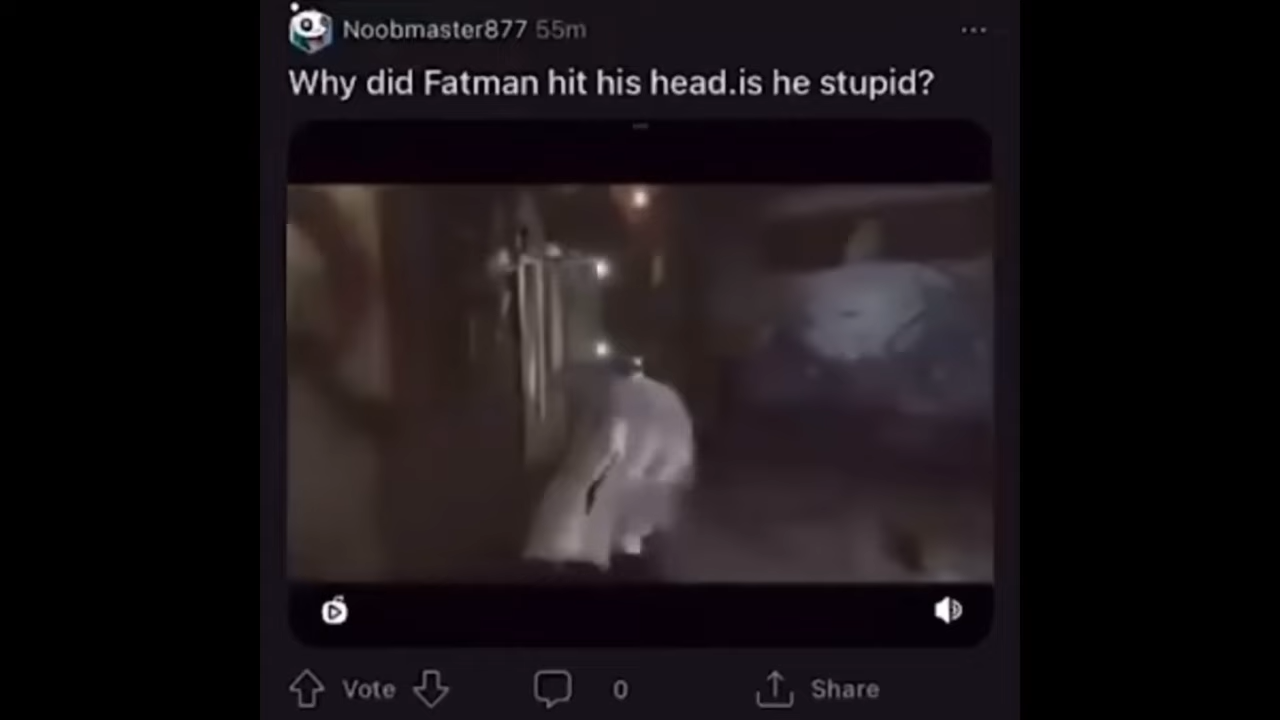 Noobmaster877 55m
Why did Fatman hit his head.is he stupid?
Vote 0 Share